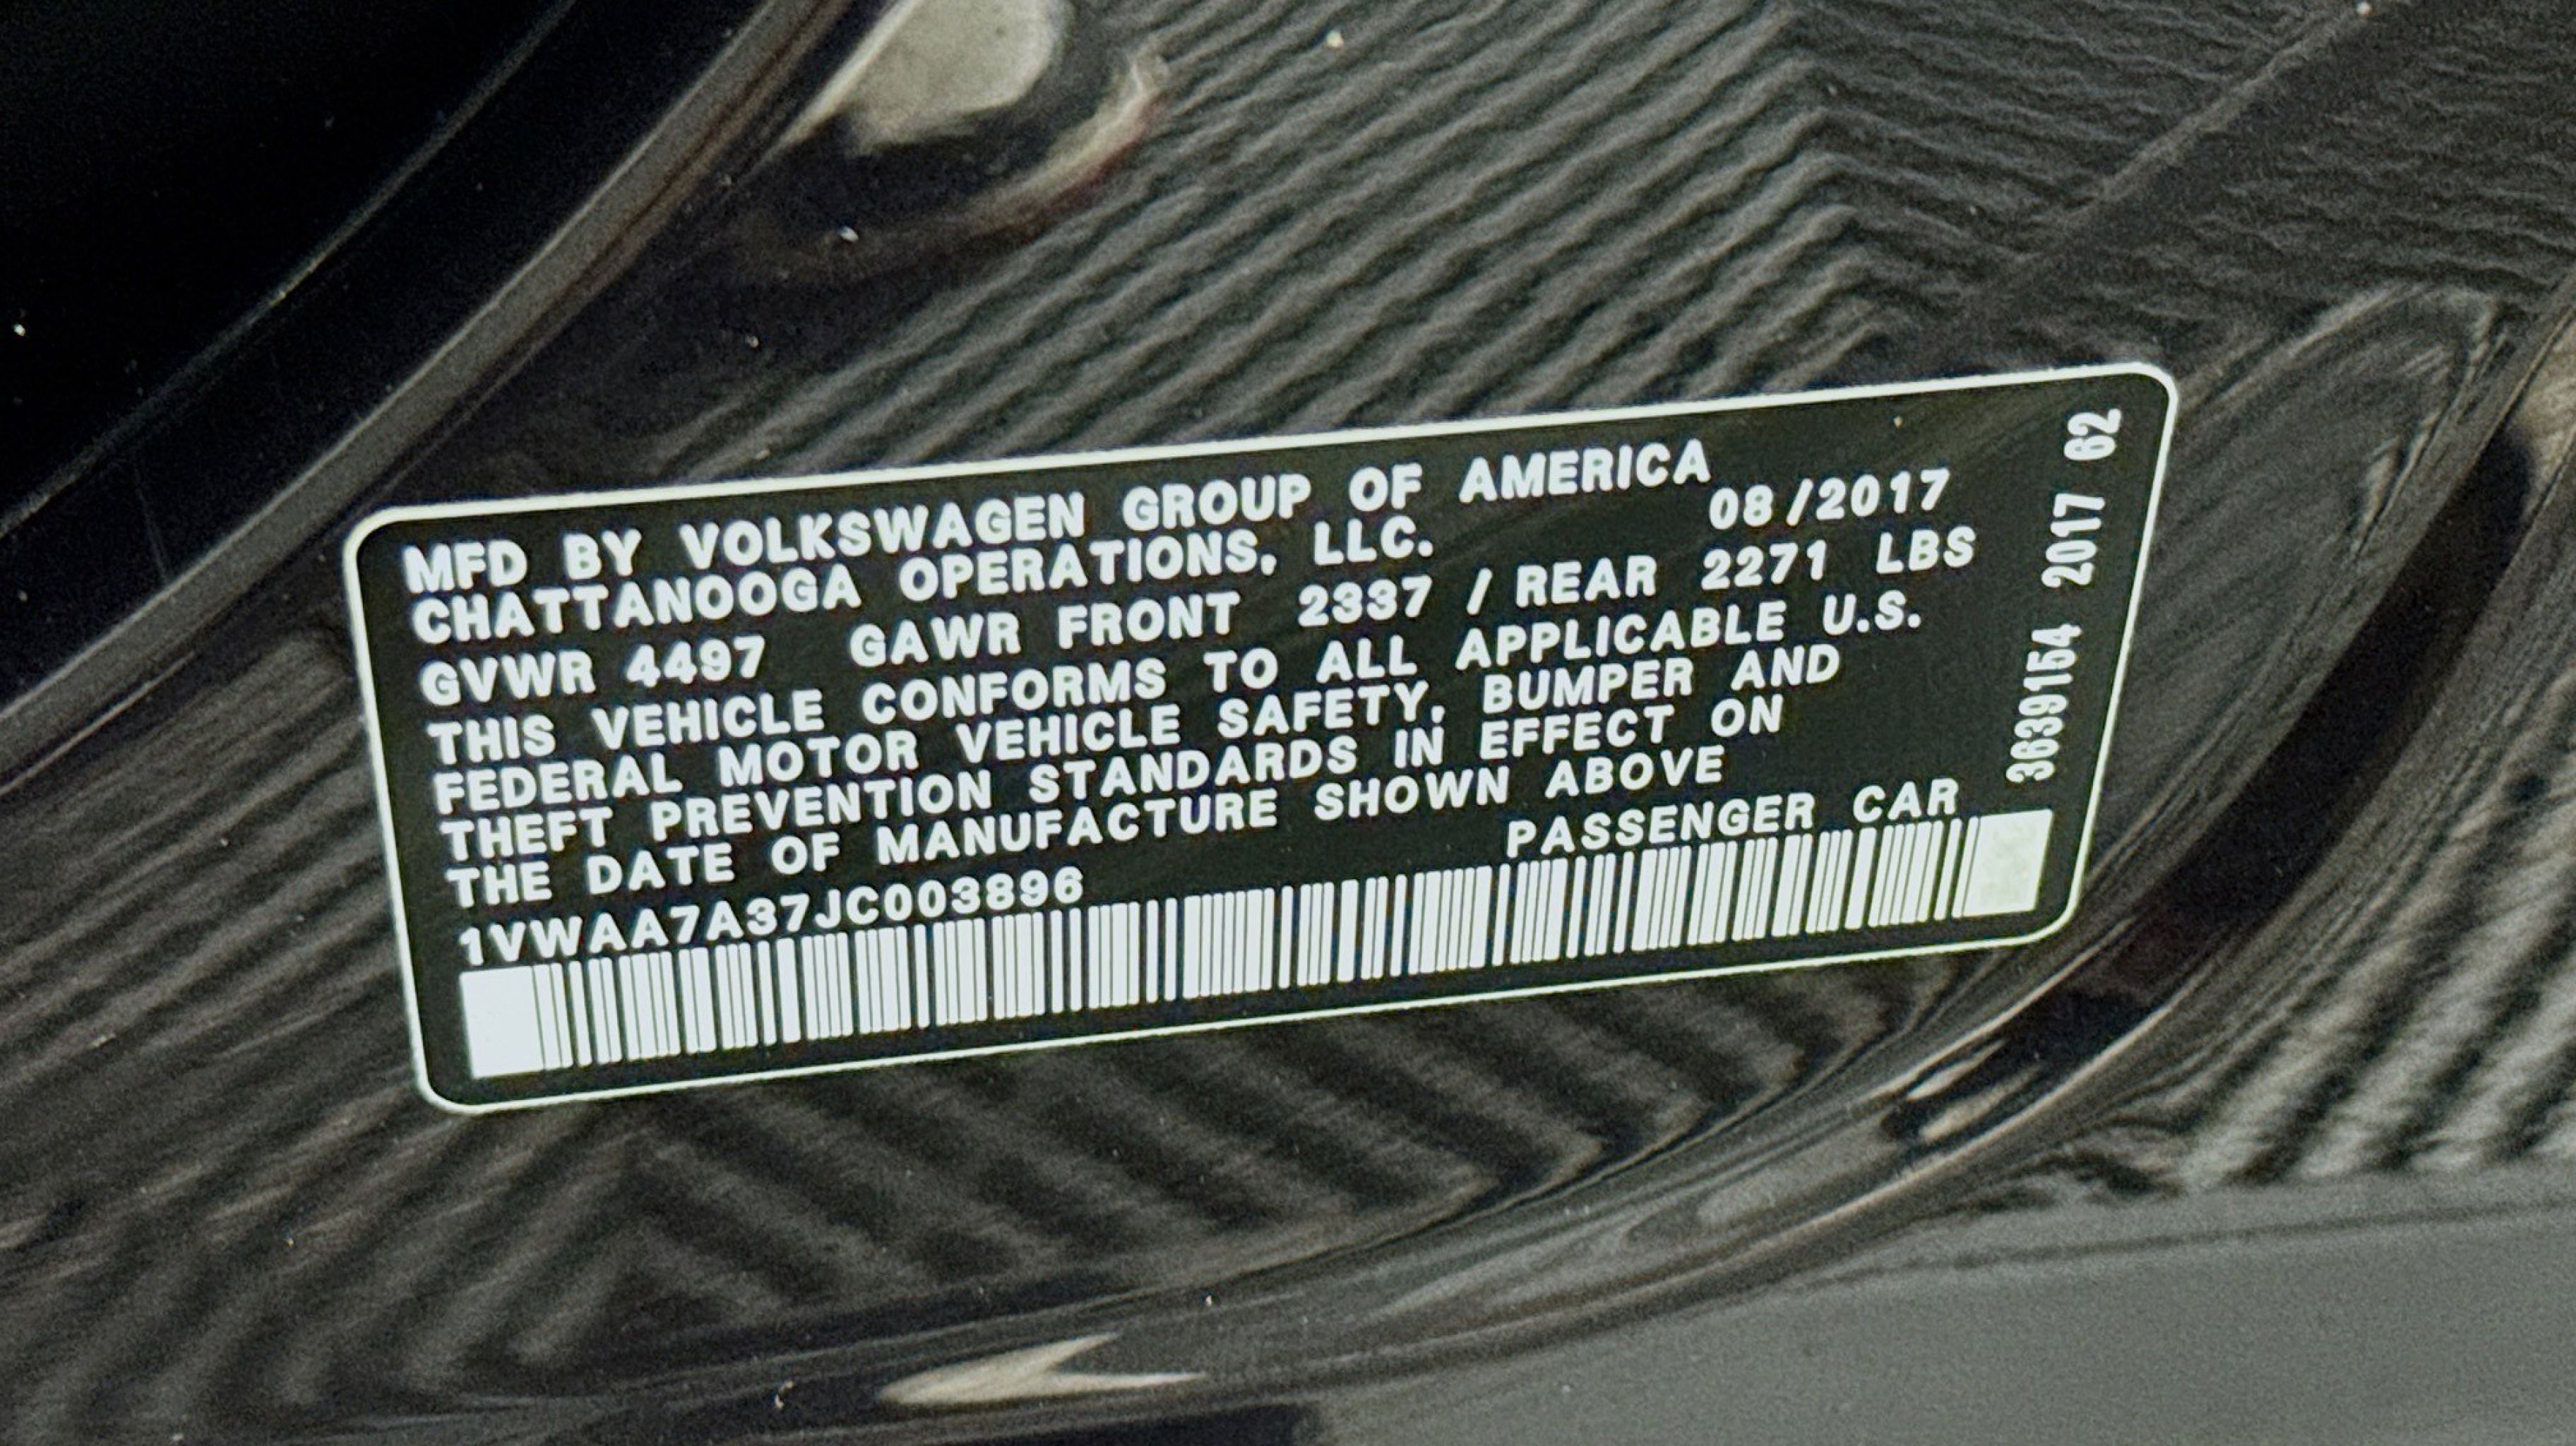 MFD BY VOLKSWAGEN GROUP OF AMERICA
CHATTANOOGA OPERATIONS, LLC. 08/2017
GVWR 4497 GAWR FRONT 2337 / REAR 2271 LBS
THIS VEHICLE CONFORMS TO ALL APPLICABLE U.S.
FEDERAL MOTOR VEHICLE SAFETY, BUMPER AND
THEFT PREVENTION STANDARDS IN EFFECT ON
THE DATE OF MANUFACTURE SHOWN ABOVE
1VWAA7A37JC003896 PASSENGER CAR
3639154 2017 62